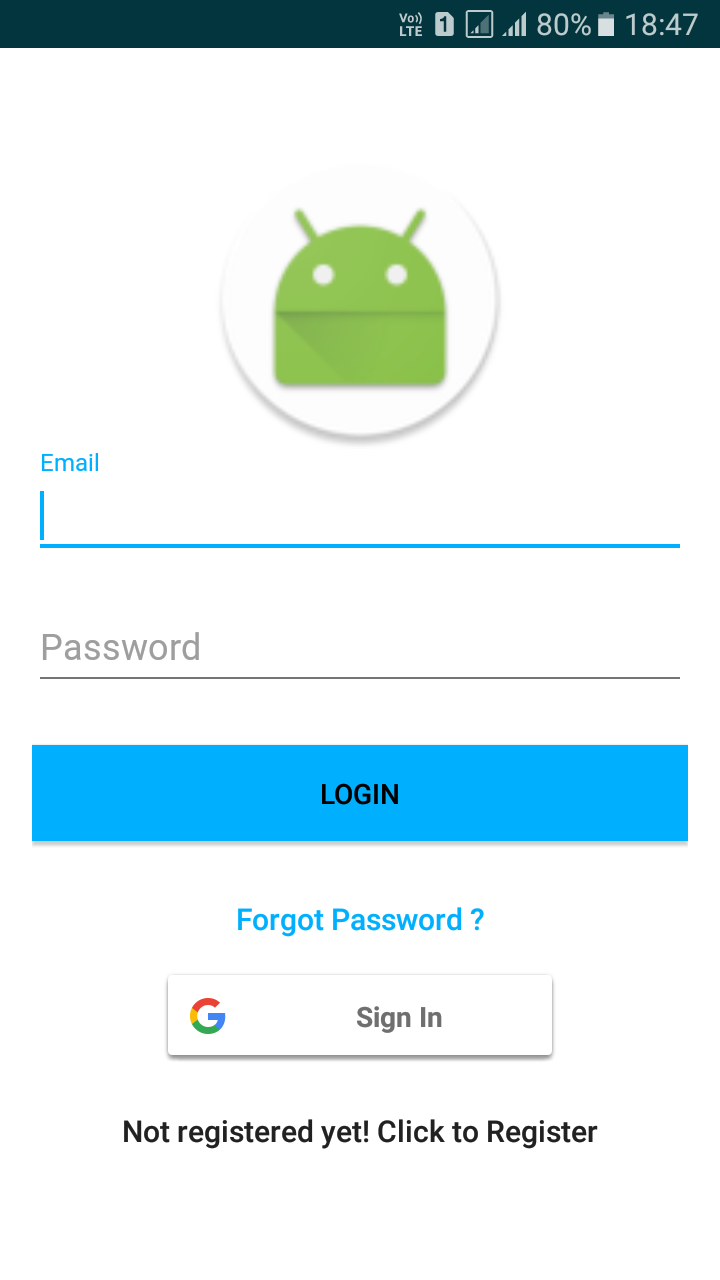 Vo)) LTE 1 80% 18:47
Email
Password
LOGIN
Forgot Password ?
Sign In
Not registered yet! Click to Register